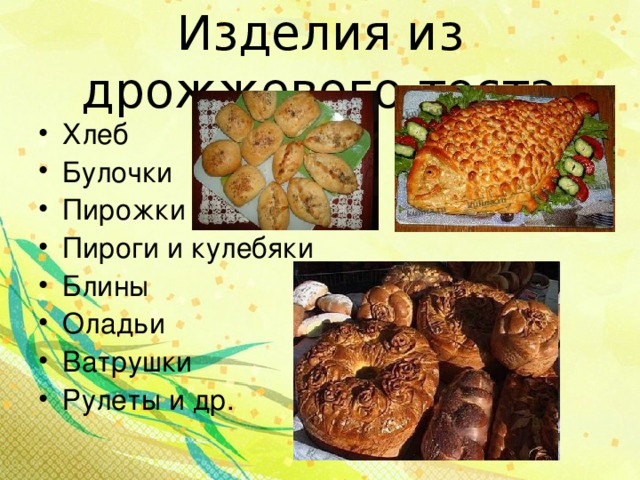 Изделия из
дрожжевого теста
• Хлеб
• Булочки
• Пирожки
• Пироги и кулебяки
• Блины
• Оладьи
• Ватрушки
• Рулеты и др.